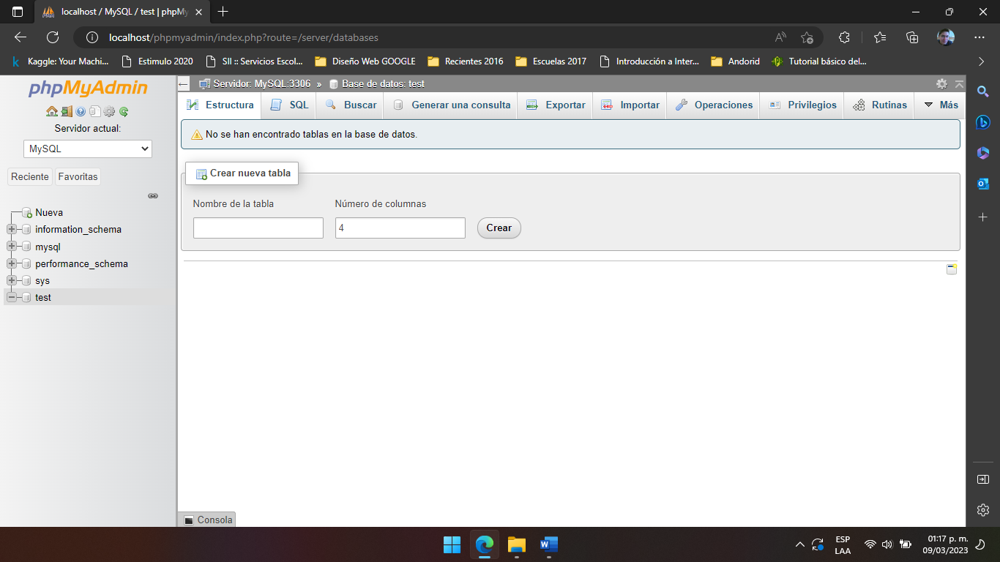 localhost / MySQL / test | phpMy
localhost/phpmyadmin/index.php?route=/server/databases
Kaggle: Your Machi...
Estimulo 2020
SII :: Servicios Escol...
Diseño Web GOOGLE
Recientes 2016
Escuelas 2017
Introducción a Inter...
Andorid
Tutorial básico del...
phpMyAdmin
Servidor actual:
MySQL
Reciente
Favoritas
Nueva
information_schema
mysql
performance_schema
sys
test
Servidor: MySQL:3306 » Base de datos: test
Estructura
SQL
Buscar
Generar una consulta
Exportar
Importar
Operaciones
Privilegios
Rutinas
Más
No se han encontrado tablas en la base de datos.
Crear nueva tabla
Nombre de la tabla
Número de columnas
4
Crear
Consola
ESP
LAA
01:17 p. m.
09/03/2023